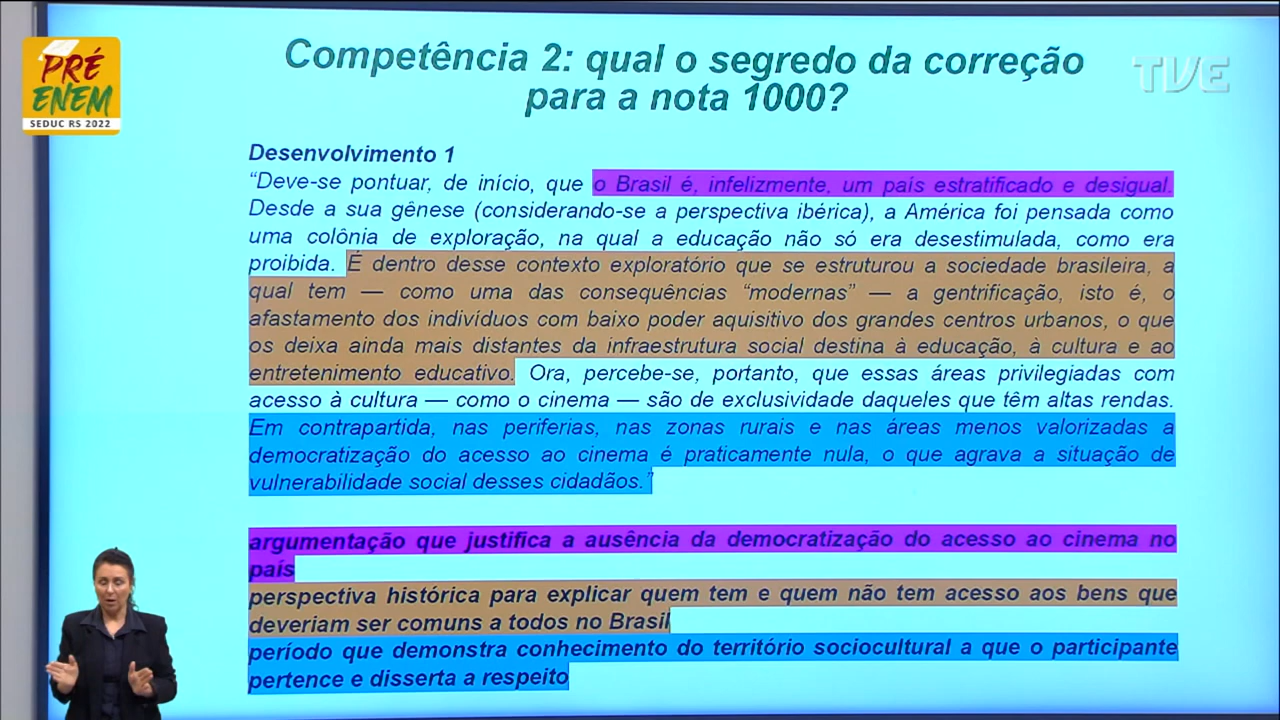 PRÉ
ENEM
SEDUC RS 2022
TVE
Competência 2: qual o segredo da correção
para a nota 1000?
Desenvolvimento 1
“Deve-se pontuar, de início, que o Brasil é, infelizmente, um país estratificado e desigual.
Desde a sua gênese (considerando-se a perspectiva ibérica), a América foi pensada como
uma colônia de exploração, na qual a educação não só era desestimulada, como era
proibida. É dentro desse contexto exploratório que se estruturou a sociedade brasileira, a
qual tem — como uma das consequências “modernas” — a gentrificação, isto é, o
afastamento dos indivíduos com baixo poder aquisitivo dos grandes centros urbanos, o que
os deixa ainda mais distantes da infraestrutura social destina à educação, à cultura e ao
entretenimento educativo. Ora, percebe-se, portanto, que essas áreas privilegiadas com
acesso à cultura — como o cinema — são de exclusividade daqueles que têm altas rendas.
Em contrapartida, nas periferias, nas zonas rurais e nas áreas menos valorizadas a
democratização do acesso ao cinema é praticamente nula, o que agrava a situação de
vulnerabilidade social desses cidadãos.”
argumentação que justifica a ausência da democratização do acesso ao cinema no
país
perspectiva histórica para explicar quem tem e quem não tem acesso aos bens que
deveriam ser comuns a todos no Brasil
período que demonstra conhecimento do território sociocultural a que o participante
pertence e disserta a respeito